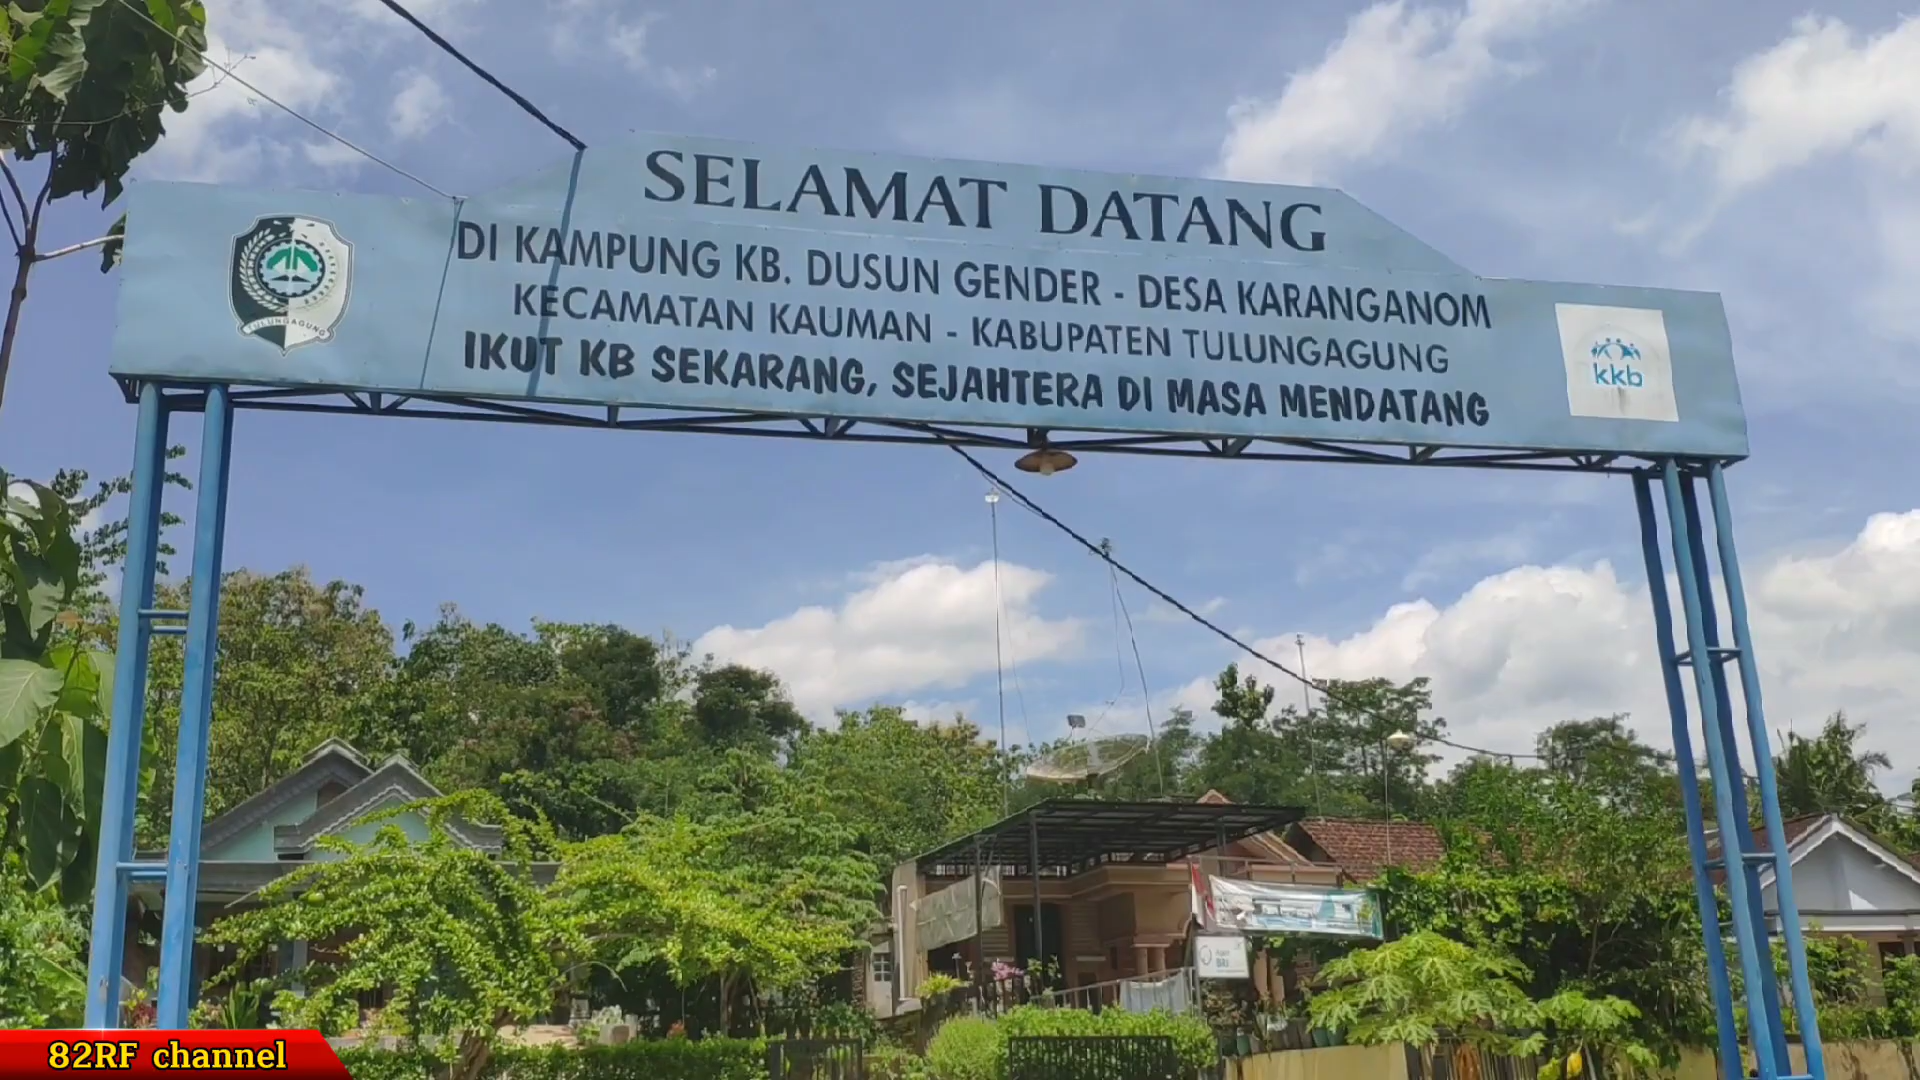 SELAMAT DATANG
DI KAMPUNG KB. DUSUN GENDER - DESA KARANGANOM
KECAMATAN KAUMAN - KABUPATEN TULUNGAGUNG
IKUT KB SEKARANG, SEJAHTERA DI MASA MENDATANG
TULUNGAGUNG
kkb
82RF channel